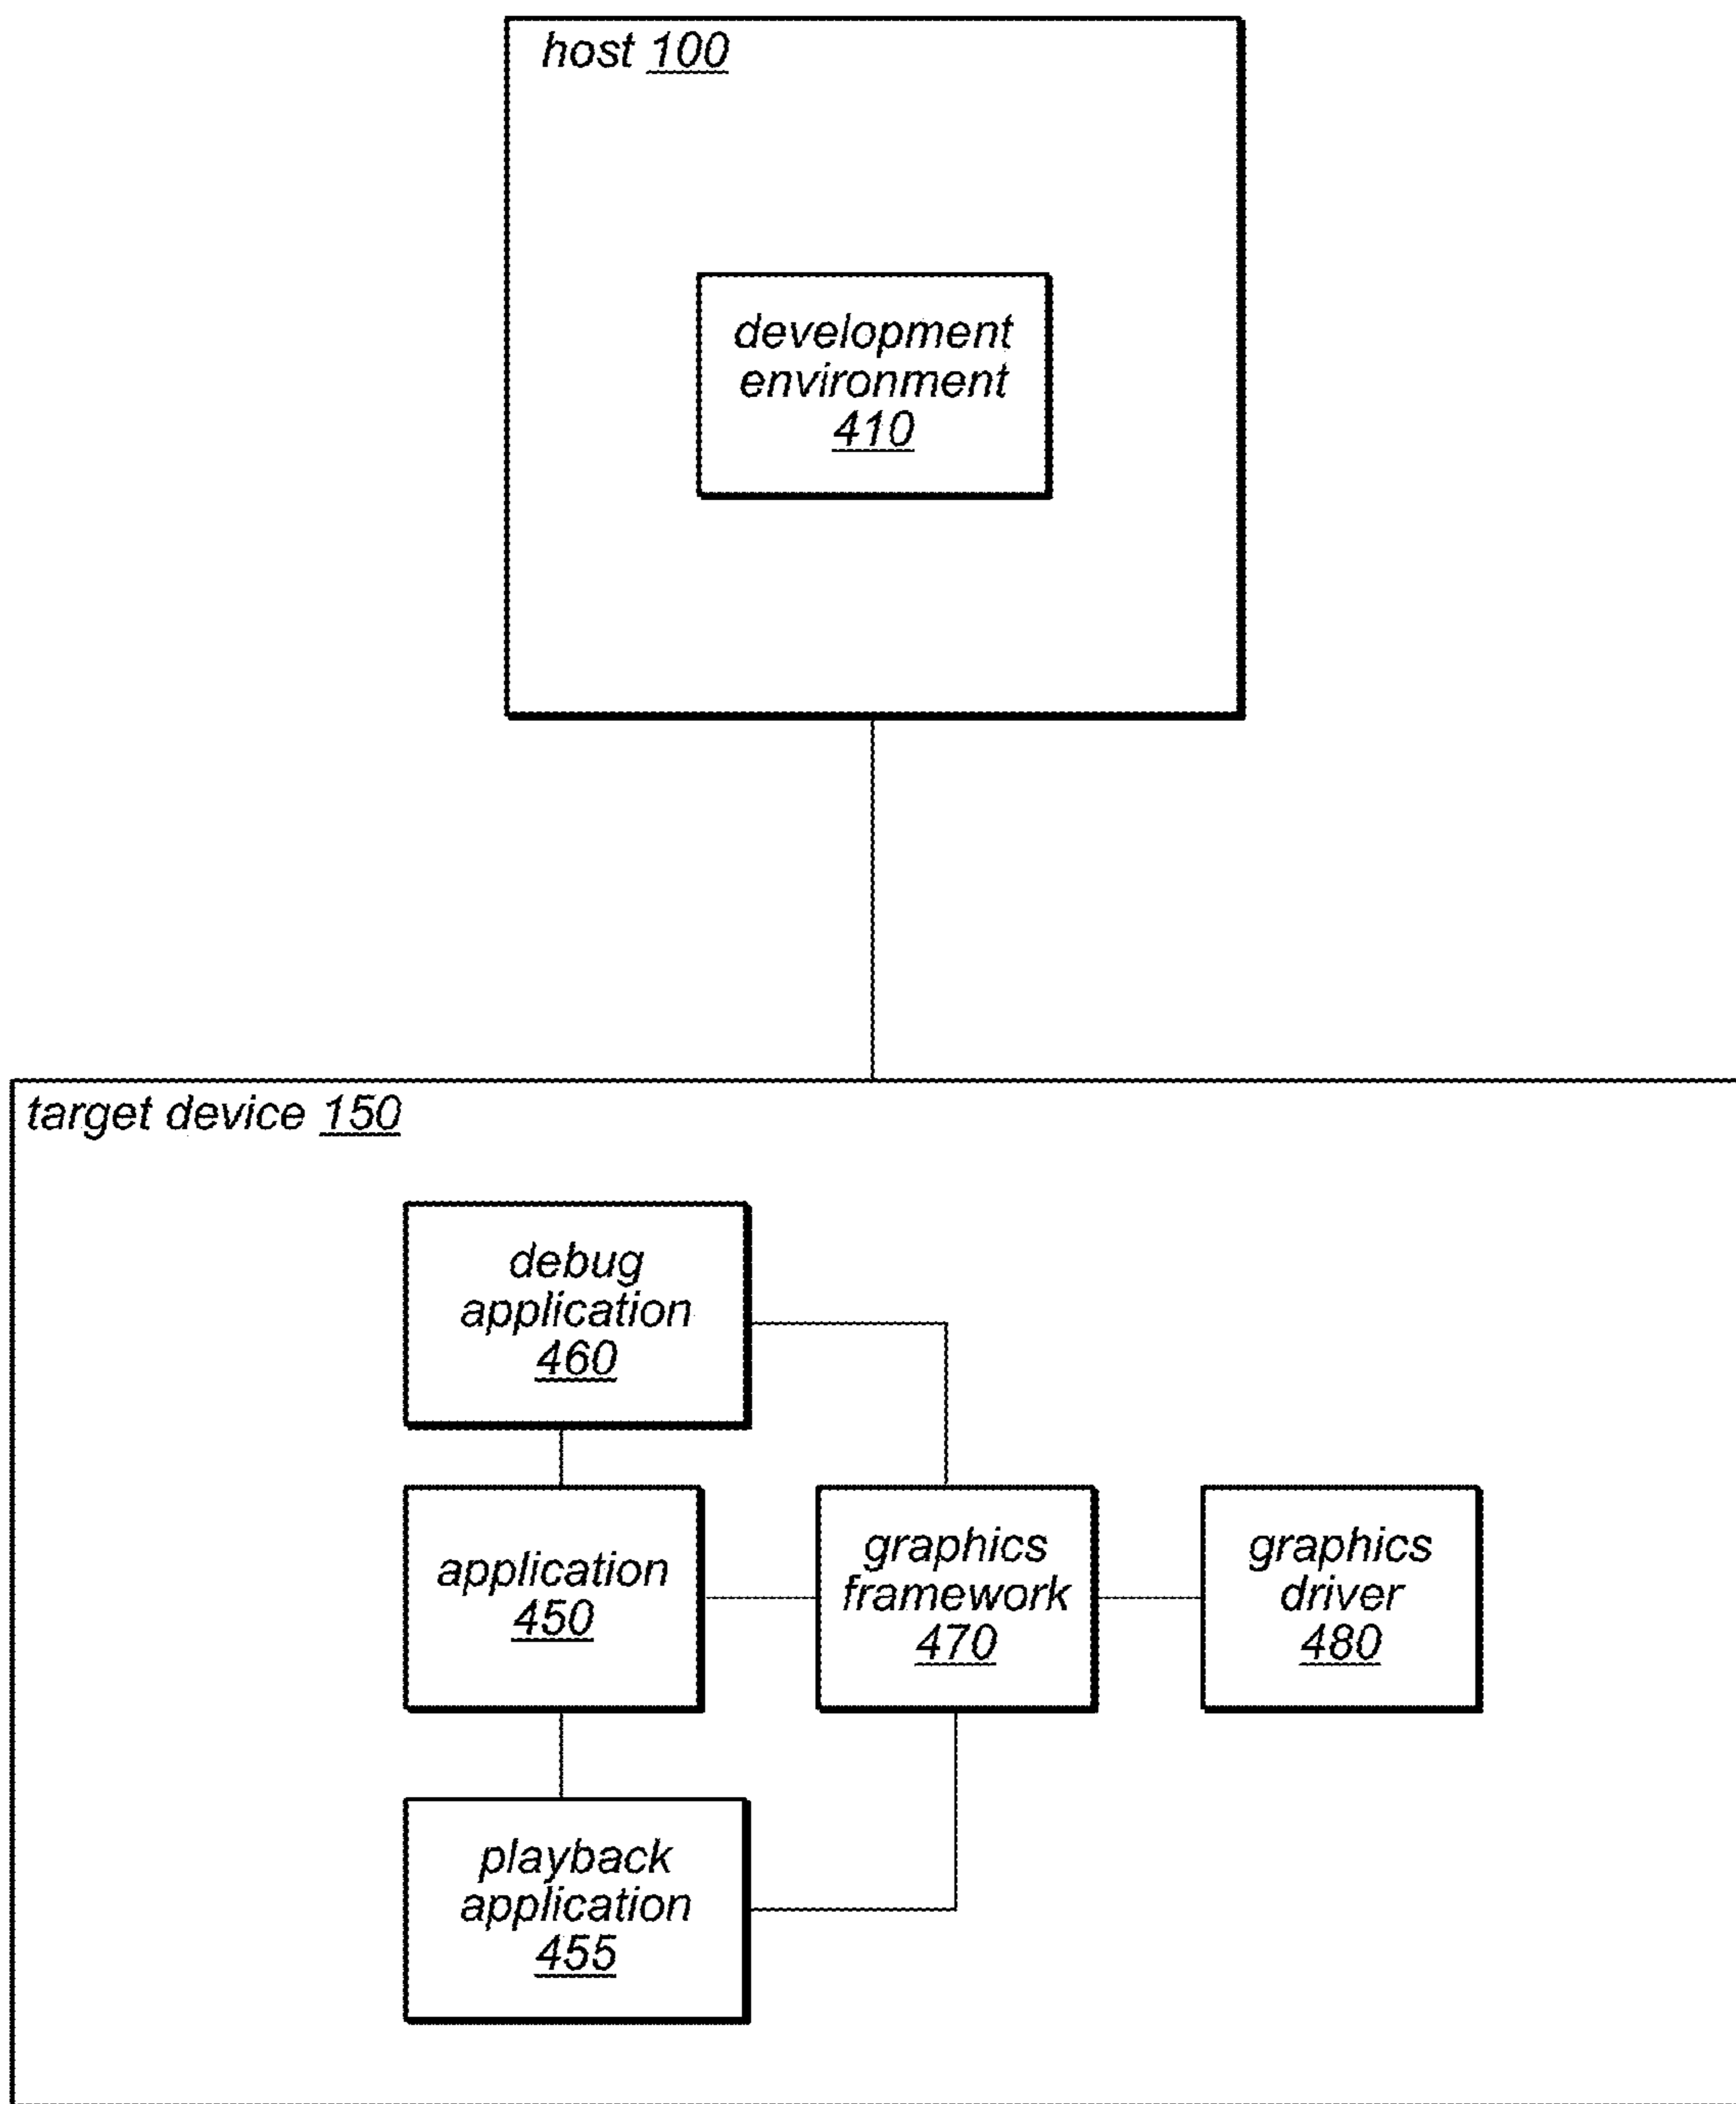 host 100
development
environment
410
target device 150
debug
application
460
application
450
graphics
framework
470
graphics
driver
480
playback
application
455